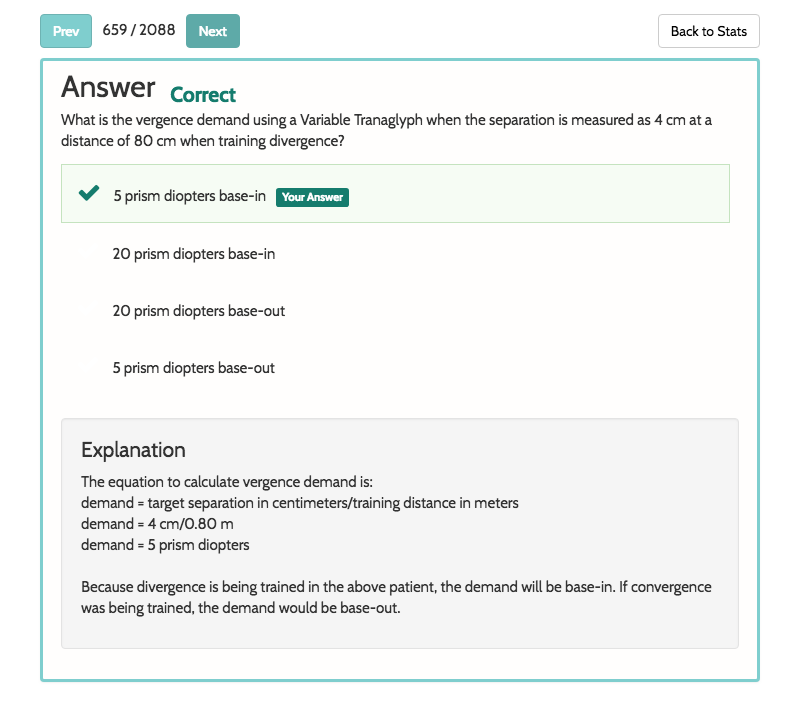 Prev 659 / 2088 Next Back to Stats
Answer Correct
What is the vergence demand using a Variable Tranaglyph when the separation is measured as 4 cm at a
distance of 80 cm when training divergence?
5 prism diopters base-in Your Answer
20 prism diopters base-in
20 prism diopters base-out
5 prism diopters base-out
Explanation
The equation to calculate vergence demand is:
demand = target separation in centimeters/training distance in meters
demand = 4 cm/0.80 m
demand = 5 prism diopters
Because divergence is being trained in the above patient, the demand will be base-in. If convergence
was being trained, the demand would be base-out.